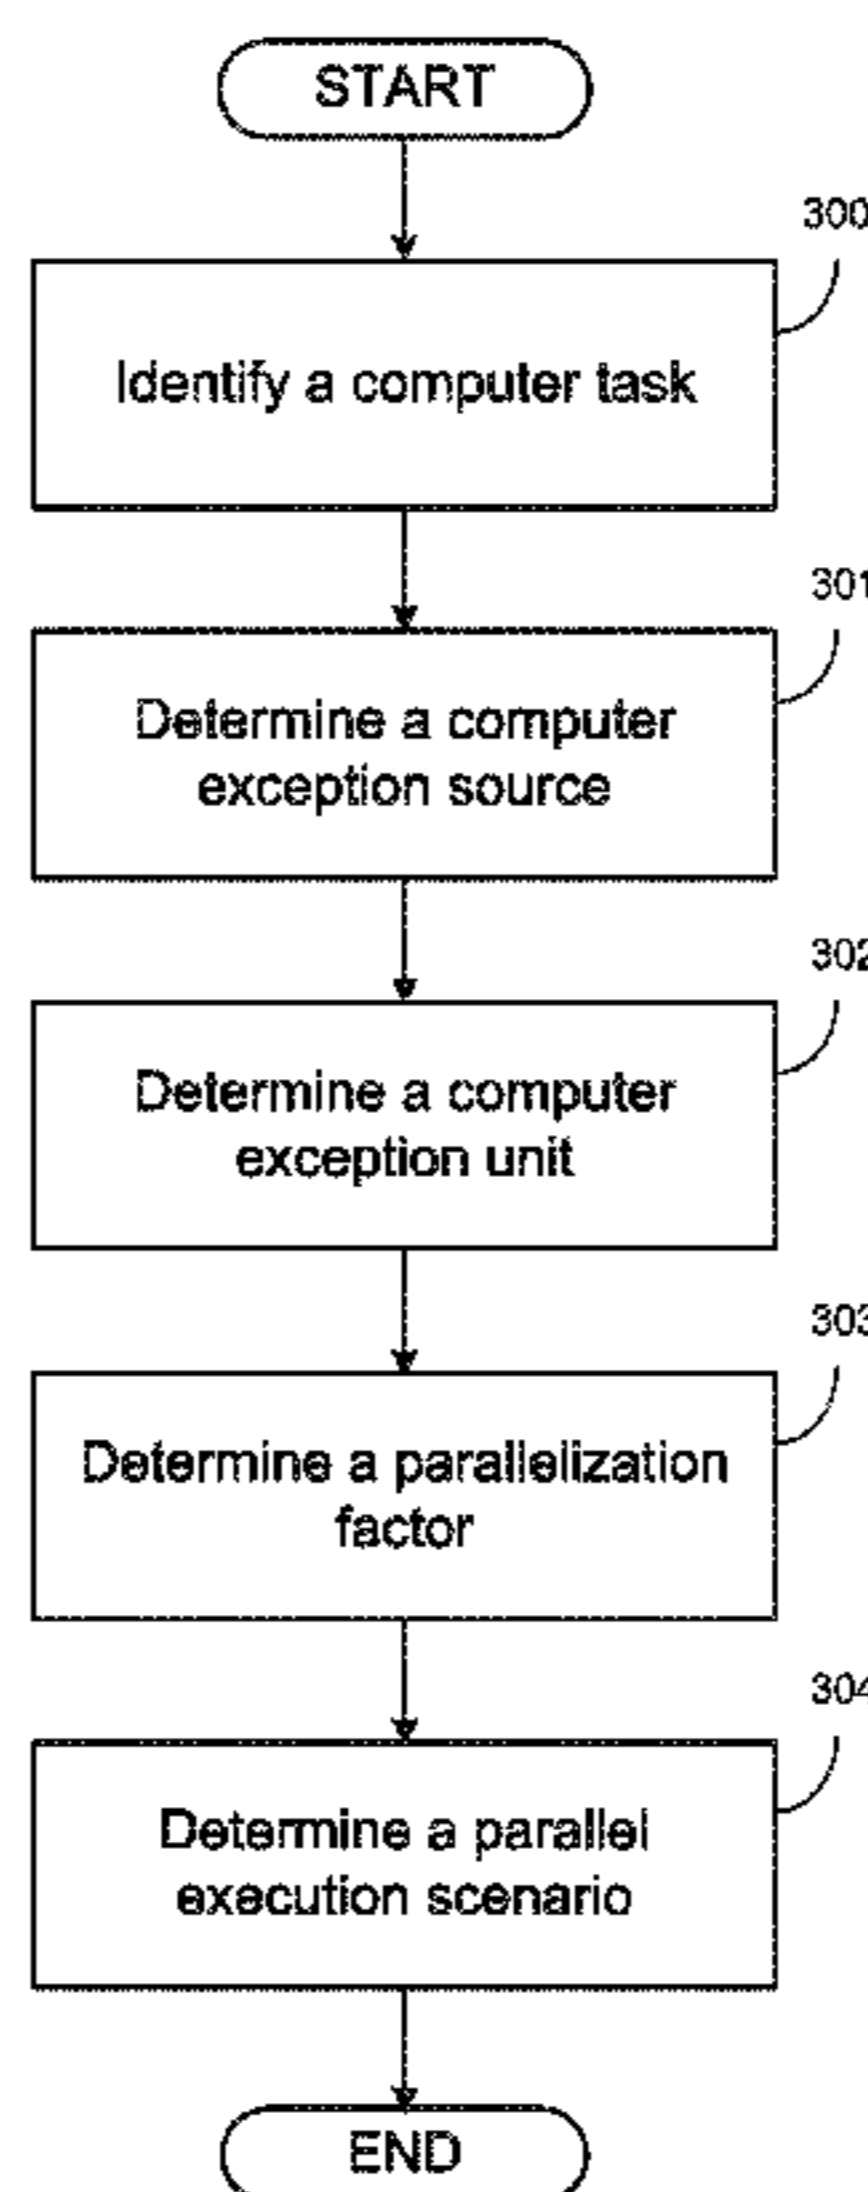 START
300
Identify a computer task
301
Determine a computer
exception source
302
Determine a computer
exception unit
303
Determine a parallelization
factor
304
Determine a parallel
execution scenario
END